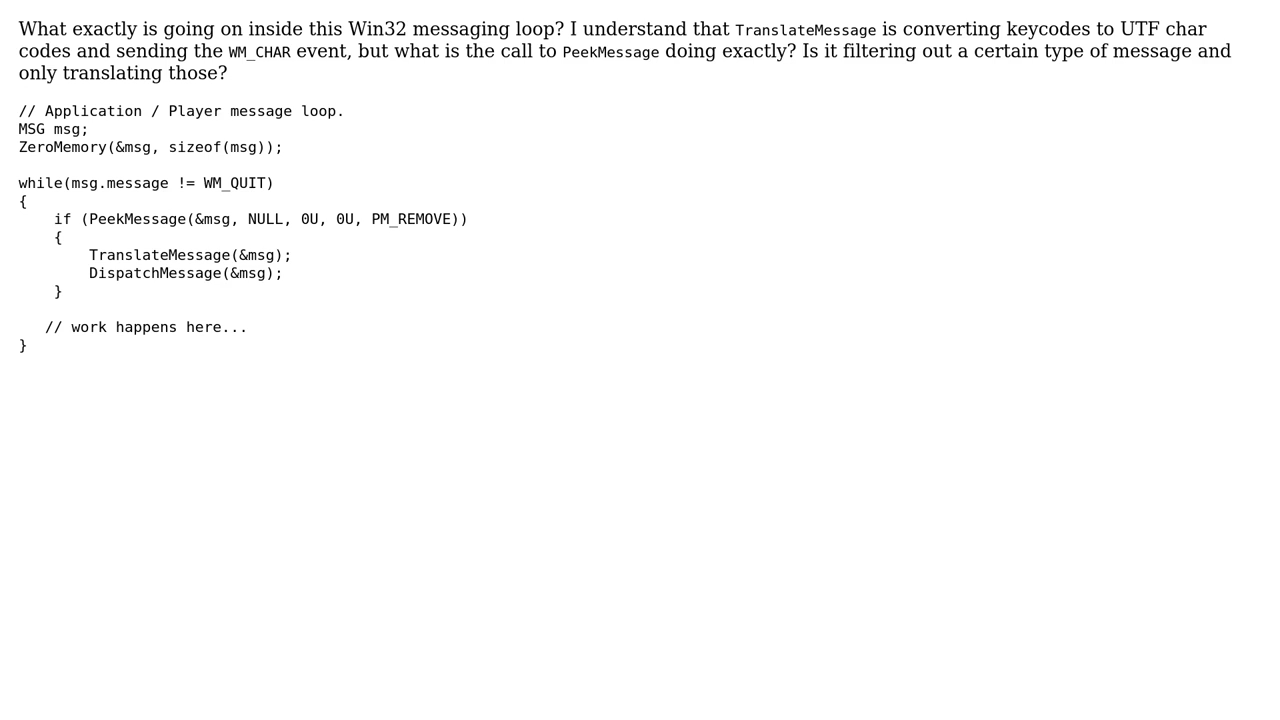 What exactly is going on inside this Win32 messaging loop? I understand that TranslateMessage is converting keycodes to UTF char
codes and sending the WM_CHAR event, but what is the call to PeekMessage doing exactly? Is it filtering out a certain type of message and
only translating those?
// Application / Player message loop.
MSG msg;
ZeroMemory(&msg, sizeof(msg));
while(msg.message != WM_QUIT)
{
    if (PeekMessage(&msg, NULL, 0U, 0U, PM_REMOVE))
    {
        TranslateMessage(&msg);
        DispatchMessage(&msg);
    }
   // work happens here...
}